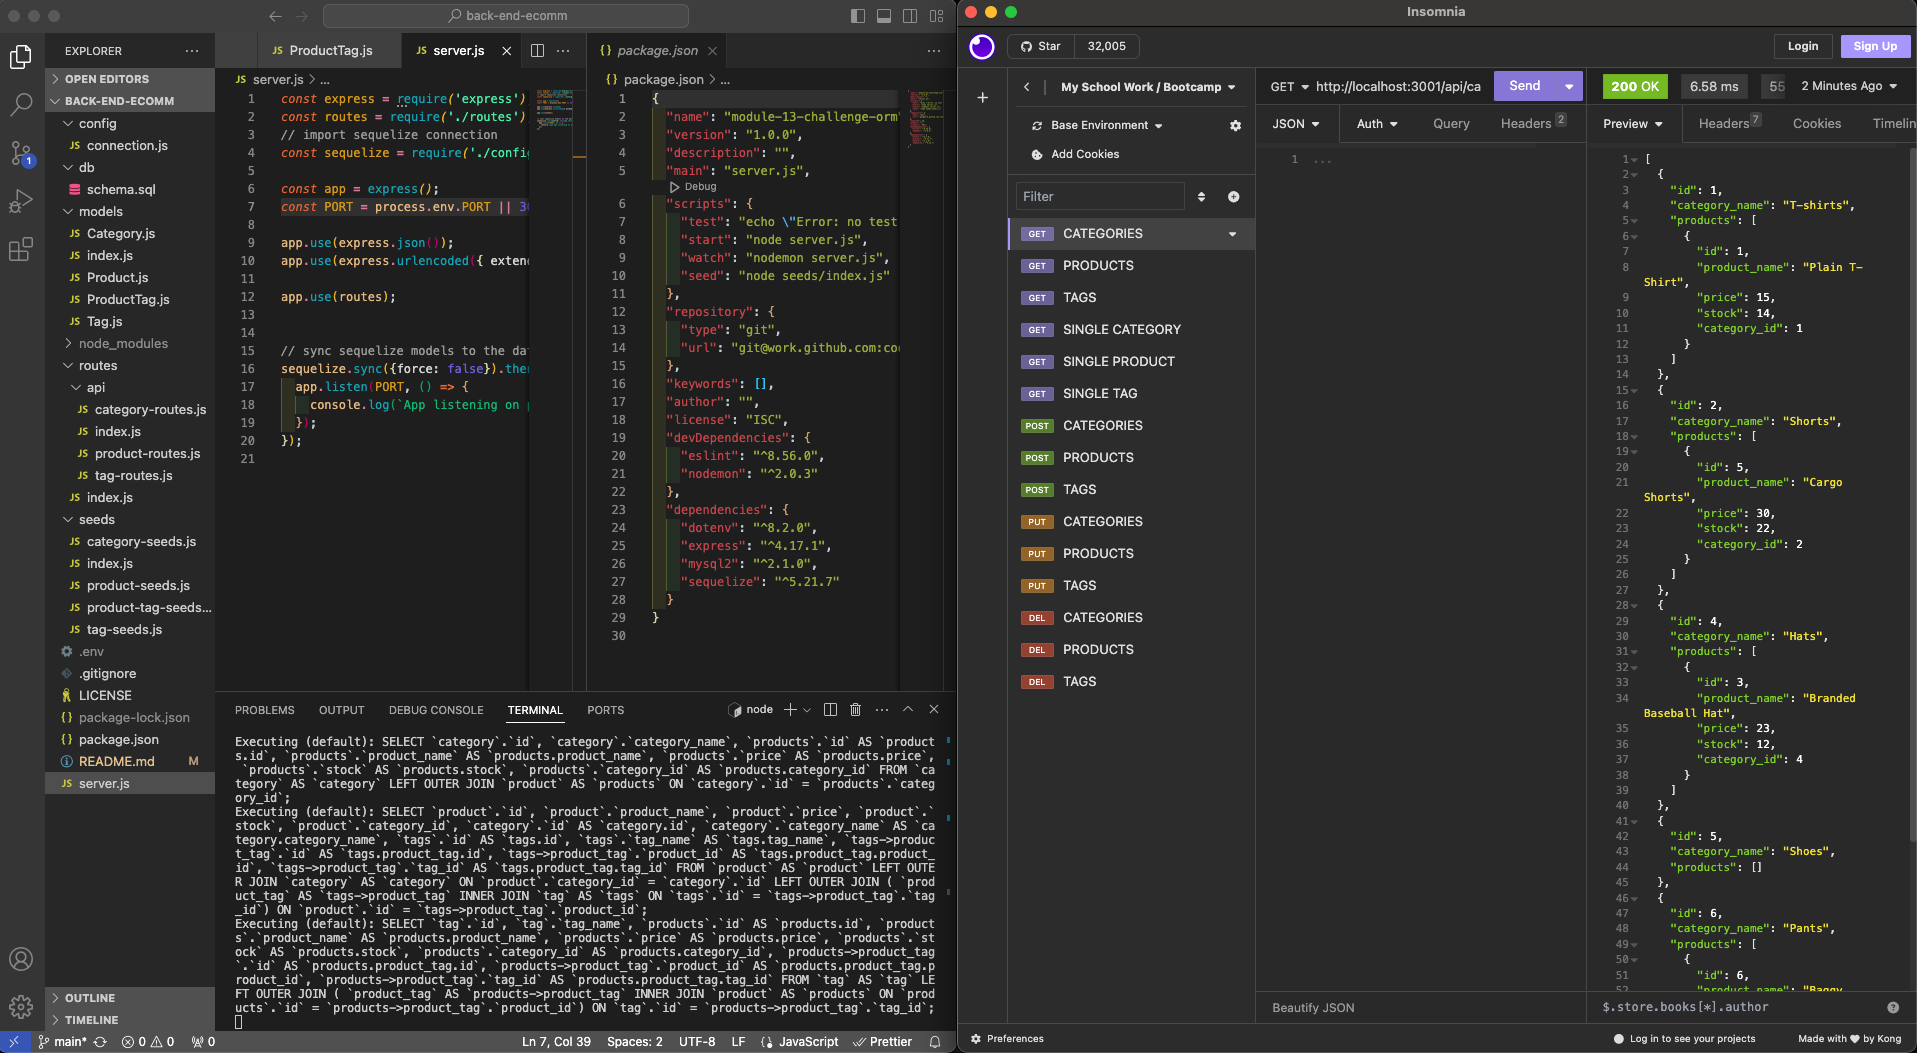 back-end-ecomm
EXPLORER
OPEN EDITORS
BACK-END-ECOMM
config
connection.js
db
schema.sql
models
Category.js
index.js
Product.js
ProductTag.js
Tag.js
node_modules
routes
api
category-routes.js
index.js
product-routes.js
tag-routes.js
index.js
seeds
category-seeds.js
index.js
product-seeds.js
product-tag-seeds...
tag-seeds.js
.env
.gitignore
LICENSE
package-lock.json
package.json
README.md M
server.js
OUTLINE
TIMELINE
JS ProductTag.js
JS server.js
JS server.js > ...
1 const express = require('express')
2 const routes = require('./routes')
3 // import sequelize connection
4 const sequelize = require('./config
5
6 const app = express();
7 const PORT = process.env.PORT || 30
8
9 app.use(express.json());
10 app.use(express.urlencoded({ exten
11
12 app.use(routes);
13
14
15 // sync sequelize models to the da
16 sequelize.sync({force: false}).the
17 app.listen(PORT, () => {
18 console.log(`App listening on
19 });
20 });
21
{} package.json
{} package.json > ...
1 {
2 "name": "module-13-challenge-orm"
3 "version": "1.0.0",
4 "description": "",
5 "main": "server.js",
Debug
6 "scripts": {
7 "test": "echo \"Error: no test
8 "start": "node server.js",
9 "watch": "nodemon server.js",
10 "seed": "node seeds/index.js"
11 },
12 "repository": {
13 "type": "git",
14 "url": "git@work.github.com:co
15 },
16 "keywords": [],
17 "author": "",
18 "license": "ISC",
19 "devDependencies": {
20 "eslint": "^8.56.0",
21 "nodemon": "^2.0.3"
22 },
23 "dependencies": {
24 "dotenv": "^8.2.0",
25 "express": "^4.17.1",
26 "mysql2": "^2.1.0",
27 "sequelize": "^5.21.7"
28 }
29 }
30
PROBLEMS OUTPUT DEBUG CONSOLE TERMINAL PORTS
node
Executing (default): SELECT `category`.`id`, `category`.`category_name`, `products`.`id` AS `product
s.id`, `products`.`product_name` AS `products.product_name`, `products`.`price` AS `products.price`,
`products`.`stock` AS `products.stock`, `products`.`category_id` AS `products.category_id` FROM `ca
tegory` AS `category` LEFT OUTER JOIN `product` AS `products` ON `category`.`id` = `products`.`categ
ory_id`;
Executing (default): SELECT `product`.`id`, `product`.`product_name`, `product`.`price`, `product`.`
stock`, `product`.`category_id`, `category`.`id` AS `category.id`, `category`.`category_name` AS `ca
tegory.category_name`, `tags`.`id` AS `tags.id`, `tags`.`tag_name` AS `tags.tag_name`, `tags->produc
t_tag`.`id` AS `tags.product_tag.id`, `tags->product_tag`.`product_id` AS `tags.product_tag.product_
id`, `tags->product_tag`.`tag_id` AS `tags.product_tag.tag_id` FROM `product` AS `product` LEFT OUTE
R JOIN `category` AS `category` ON `product`.`category_id` = `category`.`id` LEFT OUTER JOIN ( `prod
uct_tag` AS `tags->product_tag` INNER JOIN `tag` AS `tags` ON `tags`.`id` = `tags->product_tag`.`tag
_id`) ON `product`.`id` = `tags->product_tag`.`product_id`;
Executing (default): SELECT `tag`.`id`, `tag`.`tag_name`, `products`.`id` AS `products.id`, `product
s`.`product_name` AS `products.product_name`, `products`.`price` AS `products.price`, `products`.`st
ock` AS `products.stock`, `products`.`category_id` AS `products.category_id`, `products->product_tag
`.`id` AS `products.product_tag.id`, `products->product_tag`.`product_id` AS `products.product_tag.p
roduct_id`, `products->product_tag`.`tag_id` AS `products.product_tag.tag_id` FROM `tag` AS `tag` LE
FT OUTER JOIN ( `product_tag` AS `products->product_tag` INNER JOIN `product` AS `products` ON `prod
ucts`.`id` = `products->product_tag`.`product_id`) ON `tag`.`id` = `products->product_tag`.`tag_id`;
main* 0 0 0 Ln 7, Col 39 Spaces: 2 UTF-8 LF {} JavaScript Prettier
1
Insomnia
Star 32,005
Login Sign Up
My School Work / Bootcamp
Base Environment
Add Cookies
Filter
GET CATEGORIES
GET PRODUCTS
GET TAGS
GET SINGLE CATEGORY
GET SINGLE PRODUCT
GET SINGLE TAG
POST CATEGORIES
POST PRODUCTS
POST TAGS
PUT CATEGORIES
PUT PRODUCTS
PUT TAGS
DEL CATEGORIES
DEL PRODUCTS
DEL TAGS
GET http://localhost:3001/api/ca Send
JSON Auth Query Headers 2
1 ...
Beautify JSON
200 OK 6.58 ms 55 2 Minutes Ago
Preview Headers 7 Cookies Timelin
1 [
2 {
3 "id": 1,
4 "category_name": "T-shirts",
5 "products": [
6 {
7 "id": 1,
8 "product_name": "Plain T-
Shirt",
9 "price": 15,
10 "stock": 14,
11 "category_id": 1
12 }
13 ]
14 },
15 {
16 "id": 2,
17 "category_name": "Shorts",
18 "products": [
19 {
20 "id": 5,
21 "product_name": "Cargo
Shorts",
22 "price": 30,
23 "stock": 22,
24 "category_id": 2
25 }
26 ]
27 },
28 {
29 "id": 4,
30 "category_name": "Hats",
31 "products": [
32 {
33 "id": 3,
34 "product_name": "Branded
Baseball Hat",
35 "price": 23,
36 "stock": 12,
37 "category_id": 4
38 }
39 ]
40 },
41 {
42 "id": 5,
43 "category_name": "Shoes",
44 "products": []
45 },
46 {
47 "id": 6,
48 "category_name": "Pants",
49 "products": [
50 {
51 "id": 6,
52 "product_name": "Baggy
$.store.books[*].author
Preferences
Log in to see your projects Made with ♥ by Kong